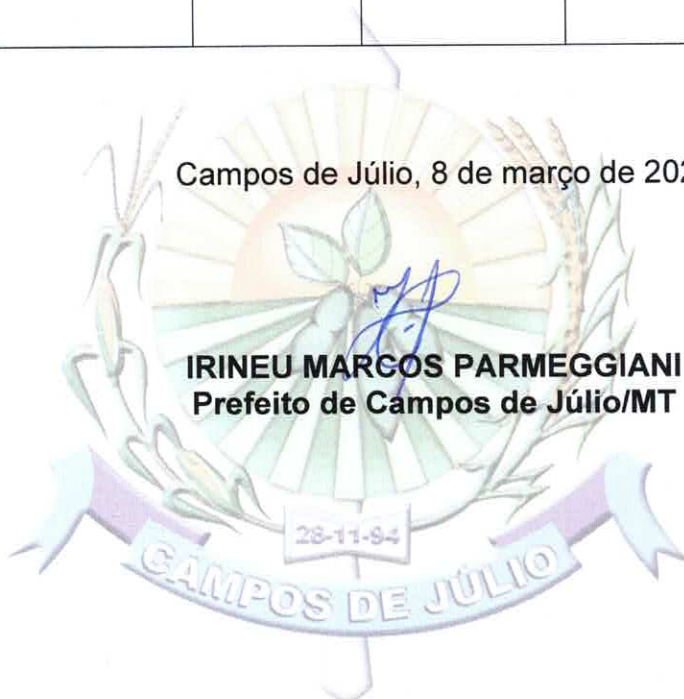 Campos de Júlio, 8 de março de 202
IRINEU MARCOS PARMEGGIANI
Prefeito de Campos de Júlio/MT
28-11-94
CAMPOS DE JÚLIO